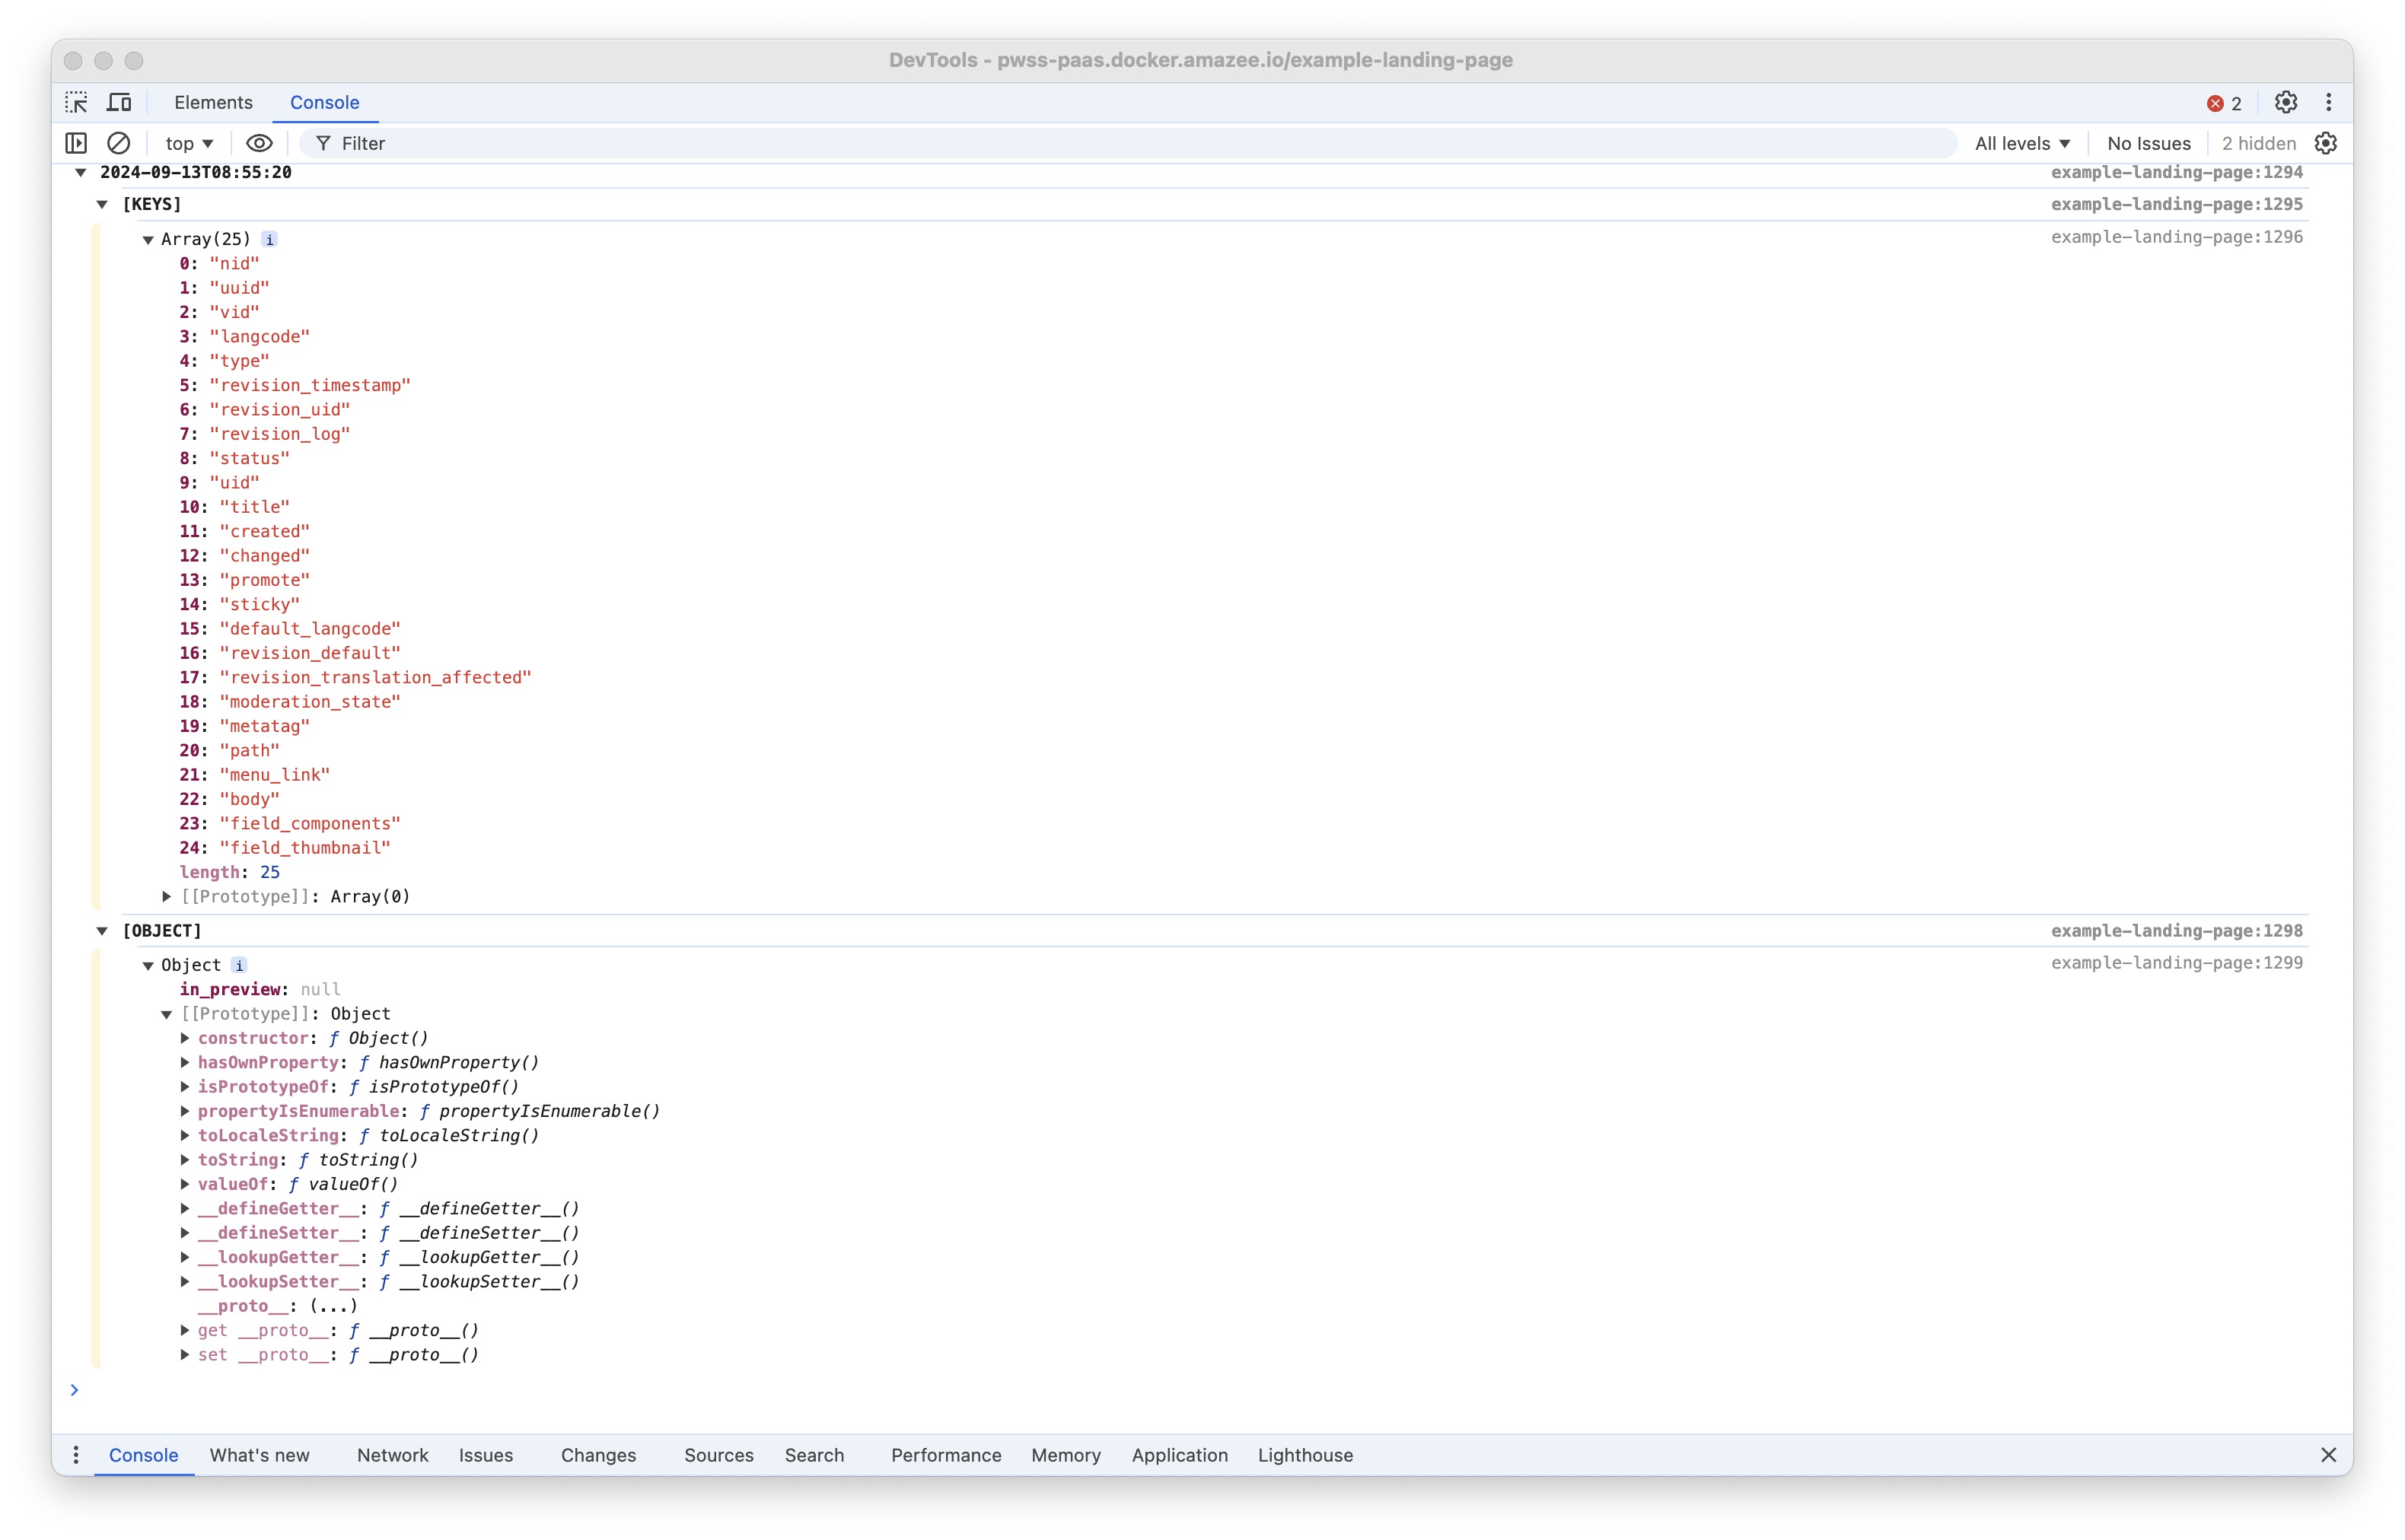 DevTools - pwss-paas.docker.amazee.io/example-landing-page
Elements Console 2
top Filter All levels No Issues 2 hidden
2024-09-13T08:55:20 example-landing-page:1294
[KEYS] example-landing-page:1295
Array(25) i example-landing-page:1296
0: "nid"
1: "uuid"
2: "vid"
3: "langcode"
4: "type"
5: "revision_timestamp"
6: "revision_uid"
7: "revision_log"
8: "status"
9: "uid"
10: "title"
11: "created"
12: "changed"
13: "promote"
14: "sticky"
15: "default_langcode"
16: "revision_default"
17: "revision_translation_affected"
18: "moderation_state"
19: "metatag"
20: "path"
21: "menu_link"
22: "body"
23: "field_components"
24: "field_thumbnail"
length: 25
[[Prototype]]: Array(0)
[OBJECT] example-landing-page:1298
Object i example-landing-page:1299
in_preview: null
[[Prototype]]: Object
constructor: ƒ Object()
hasOwnProperty: ƒ hasOwnProperty()
isPrototypeOf: ƒ isPrototypeOf()
propertyIsEnumerable: ƒ propertyIsEnumerable()
toLocaleString: ƒ toLocaleString()
toString: ƒ toString()
valueOf: ƒ valueOf()
__defineGetter__: ƒ __defineGetter__()
__defineSetter__: ƒ __defineSetter__()
__lookupGetter__: ƒ __lookupGetter__()
__lookupSetter__: ƒ __lookupSetter__()
__proto__: (...)
get __proto__: ƒ __proto__()
set __proto__: ƒ __proto__()
Console What's new Network Issues Changes Sources Search Performance Memory Application Lighthouse